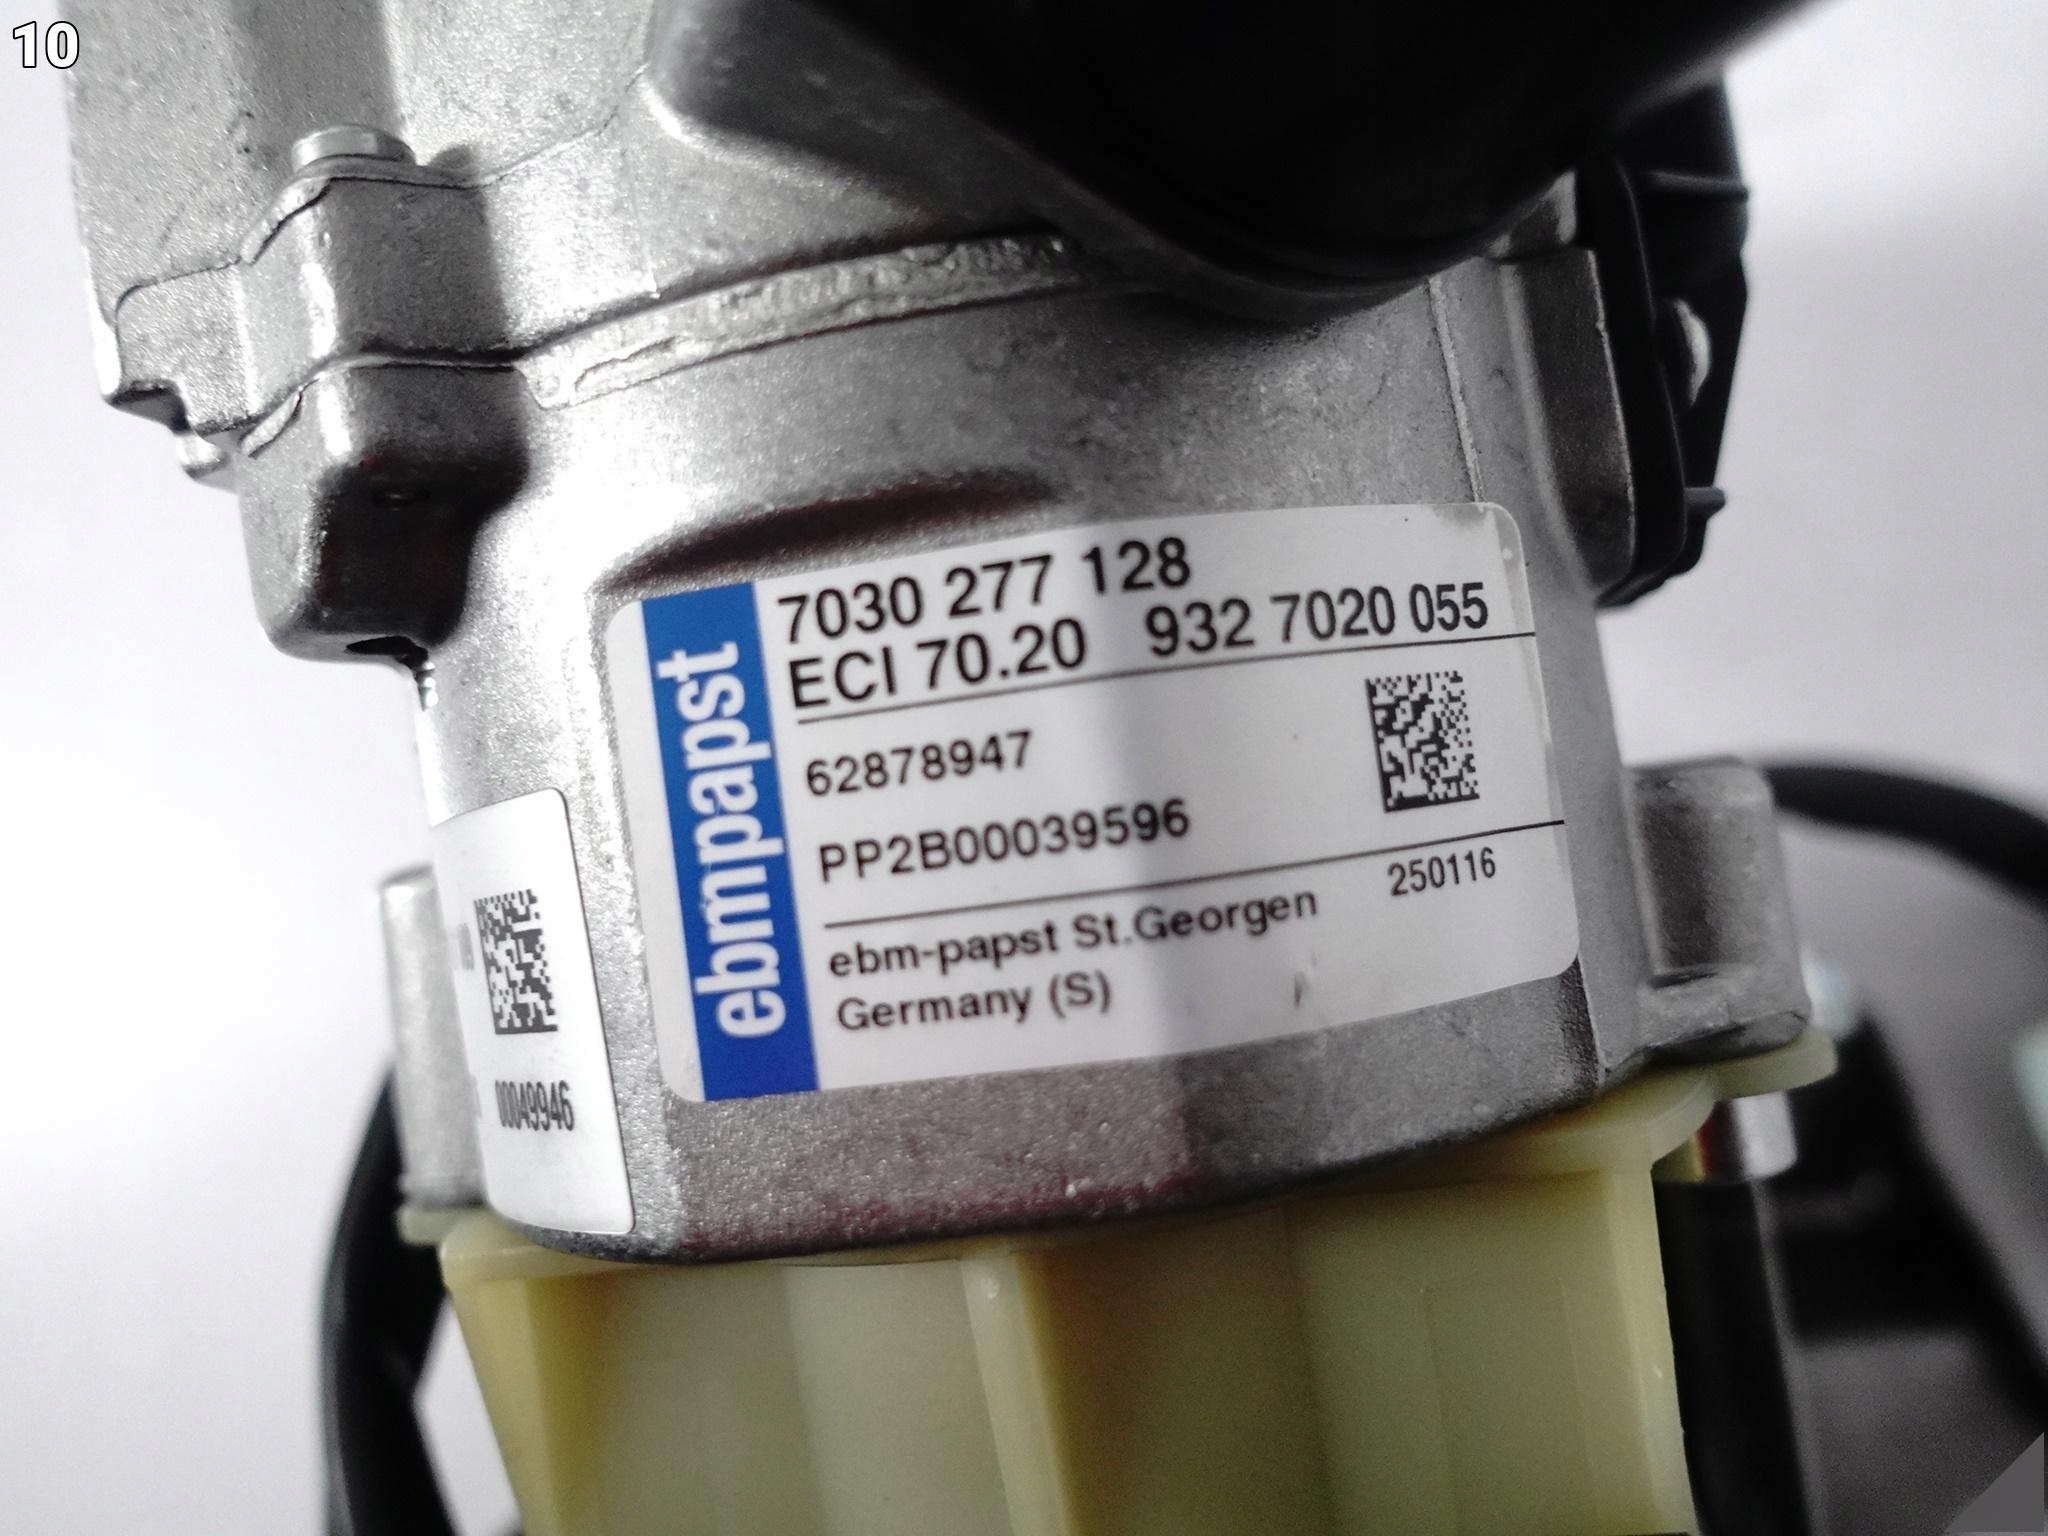 10
7030 277 128
ECI 70.20 932 7020 055
62878947
PP2B00039596
250116
ebm-papst St.Georgen
Germany (S)
ebmpapst
00049946